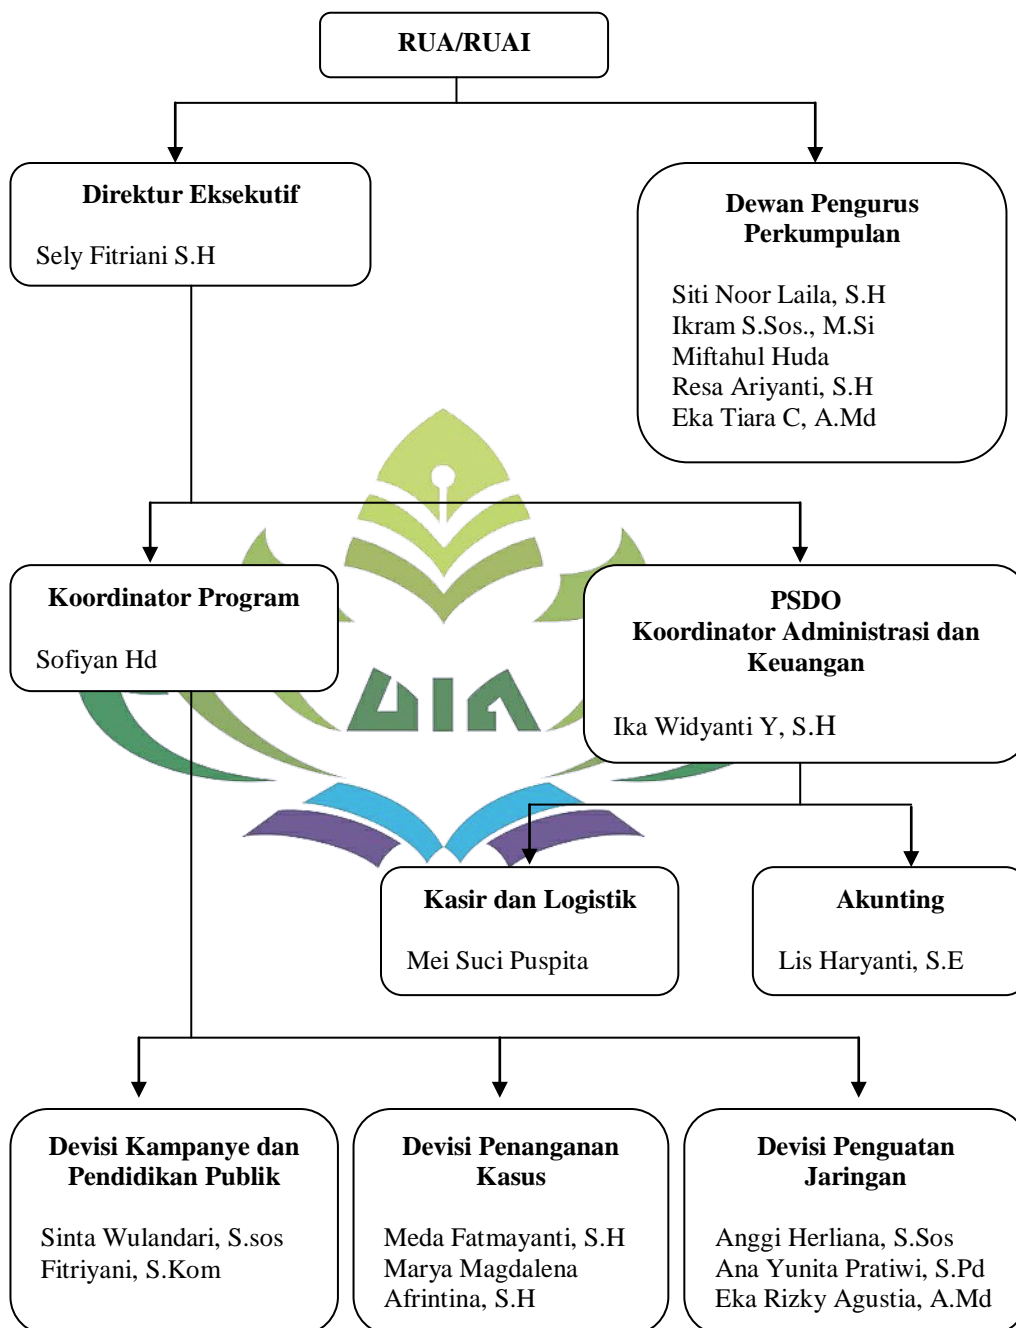 RUA/RUAI
Direktur Eksekutif
Sely Fitriani S.H
Dewan Pengurus
Perkumpulan
Siti Noor Laila, S.H
Ikram S.Sos., M.Si
Miftahul Huda
Resa Ariyanti, S.H
Eka Tiara C, A.Md
Koordinator Program
Sofiyan Hd
PSDO
Koordinator Administrasi dan
Keuangan
Ika Widyanti Y, S.H
UIN
Kasir dan Logistik
Mei Suci Puspita
Akunting
Lis Haryanti, S.E
Devisi Kampanye dan
Pendidikan Publik
Sinta Wulandari, S.sos
Fitriyani, S.Kom
Devisi Penanganan
Kasus
Meda Fatmayanti, S.H
Marya Magdalena
Afrintina, S.H
Devisi Penguatan
Jaringan
Anggi Herliana, S.Sos
Ana Yunita Pratiwi, S.Pd
Eka Rizky Agustia, A.Md